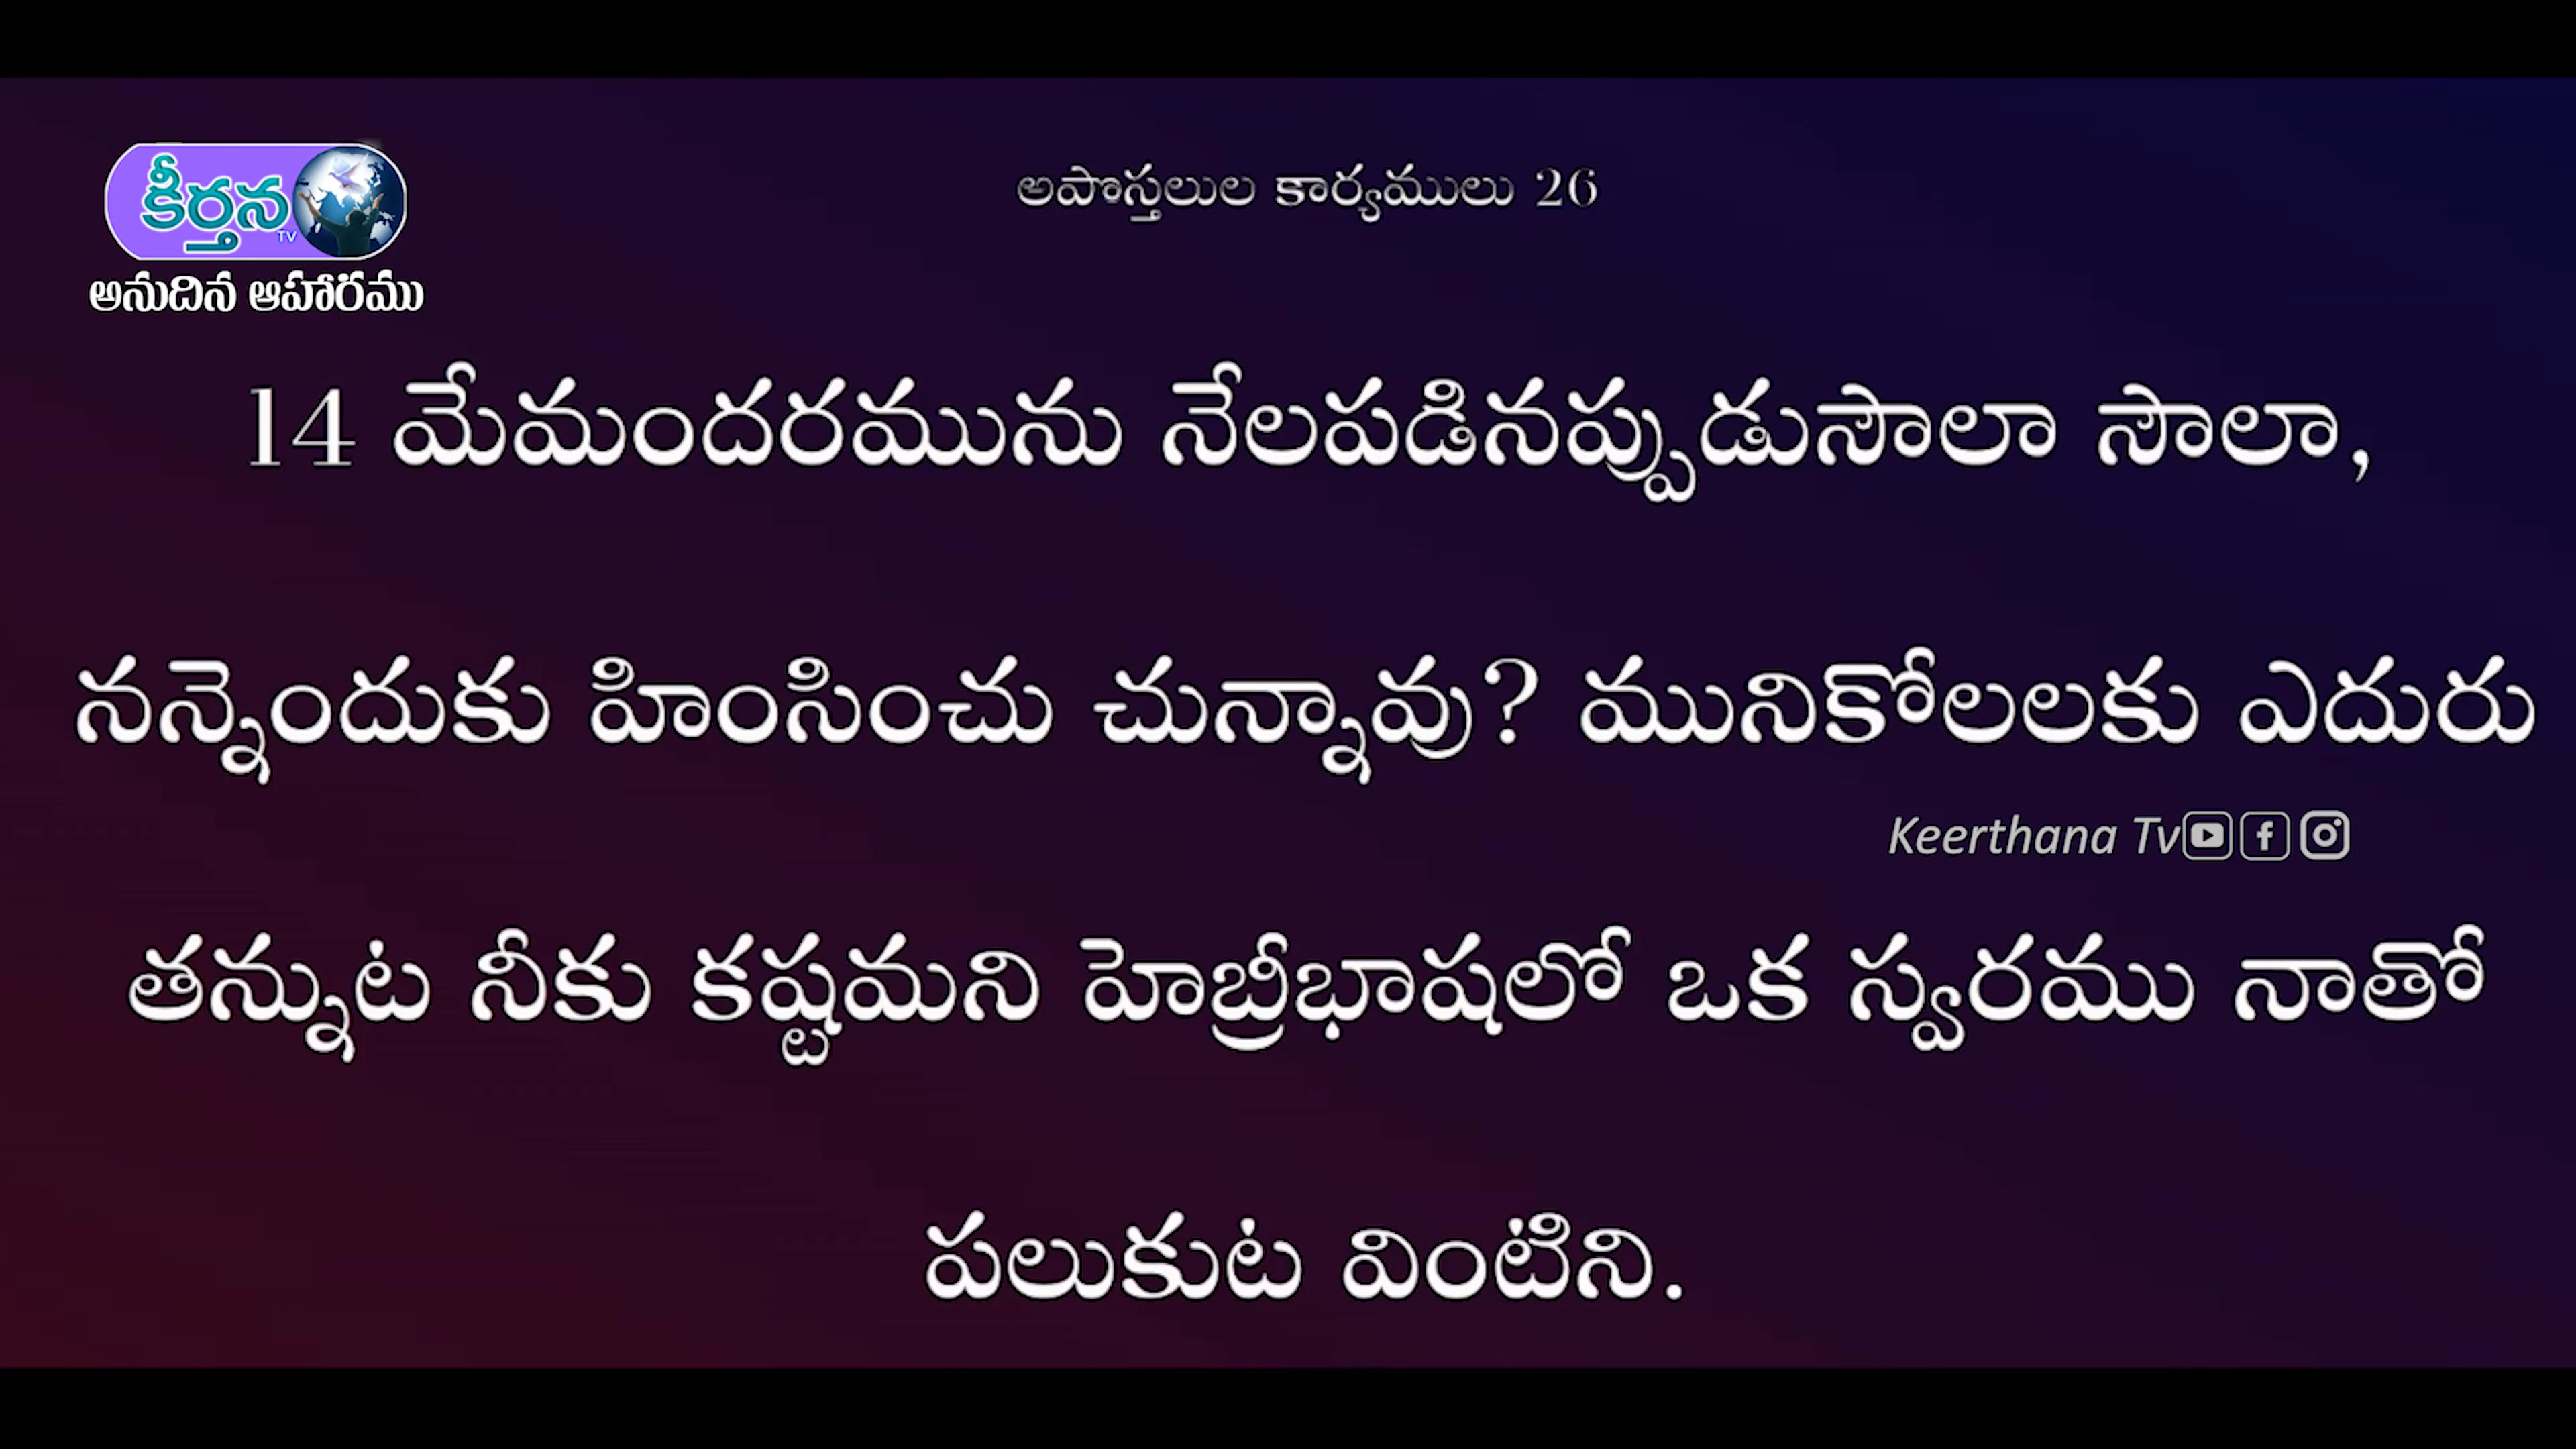 కీర్తన
TV
అనుదిన ఆహారము
అపొస్తలుల కార్యములు 26
14 మేమందరమును నేలపడినప్పుడుసౌలా సౌలా,
నన్నెందుకు హింసించు చున్నావు? మునికోలలకు ఎదురు
Keerthana Tv
తన్నుట నీకు కష్టమని హెబ్రీభాషలో ఒక స్వరము నాతో
పలుకుట వింటిని.